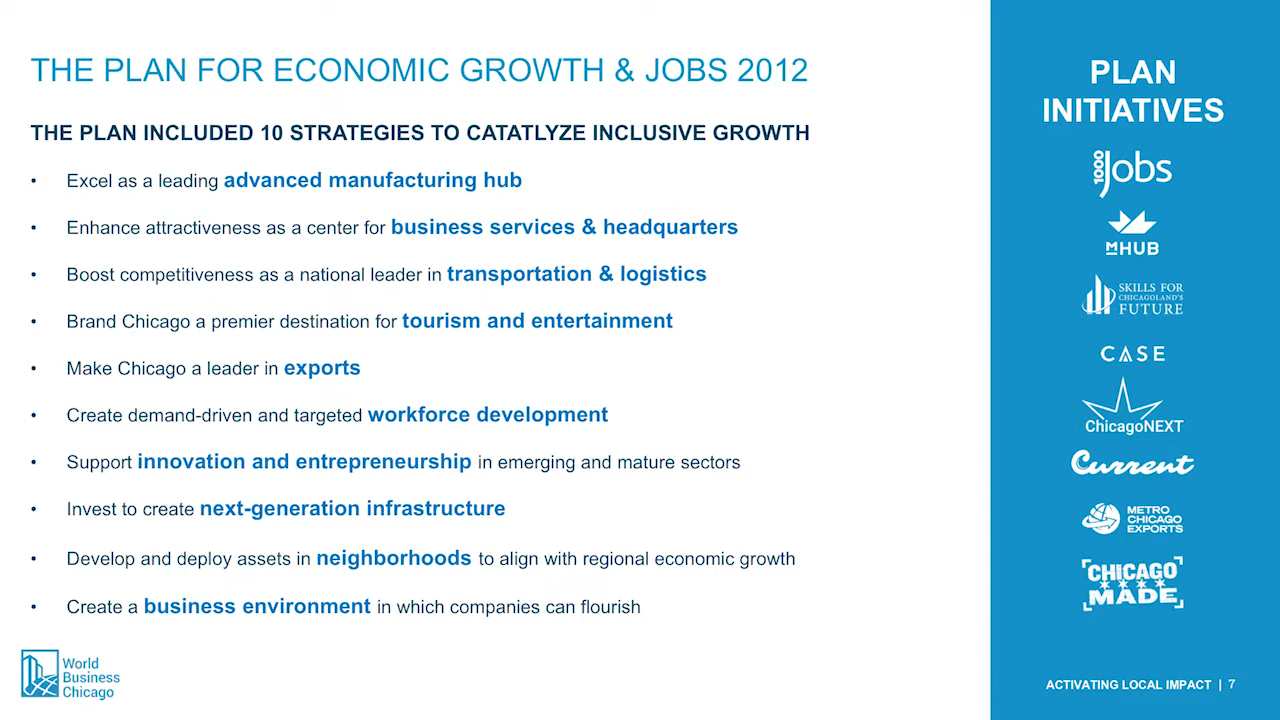 THE PLAN FOR ECONOMIC GROWTH & JOBS 2012
THE PLAN INCLUDED 10 STRATEGIES TO CATATLYZE INCLUSIVE GROWTH
• Excel as a leading advanced manufacturing hub
• Enhance attractiveness as a center for business services & headquarters
• Boost competitiveness as a national leader in transportation & logistics
• Brand Chicago a premier destination for tourism and entertainment
• Make Chicago a leader in exports
• Create demand-driven and targeted workforce development
• Support innovation and entrepreneurship in emerging and mature sectors
• Invest to create next-generation infrastructure
• Develop and deploy assets in neighborhoods to align with regional economic growth
• Create a business environment in which companies can flourish
World
Business
Chicago
PLAN
INITIATIVES
1000
Jobs
mHUB
SKILLS FOR
CHICAGOLAND'S
FUTURE
CASE
ChicagoNEXT
Current
METRO
CHICAGO
EXPORTS
CHICAGO
MADE
ACTIVATING LOCAL IMPACT | 7